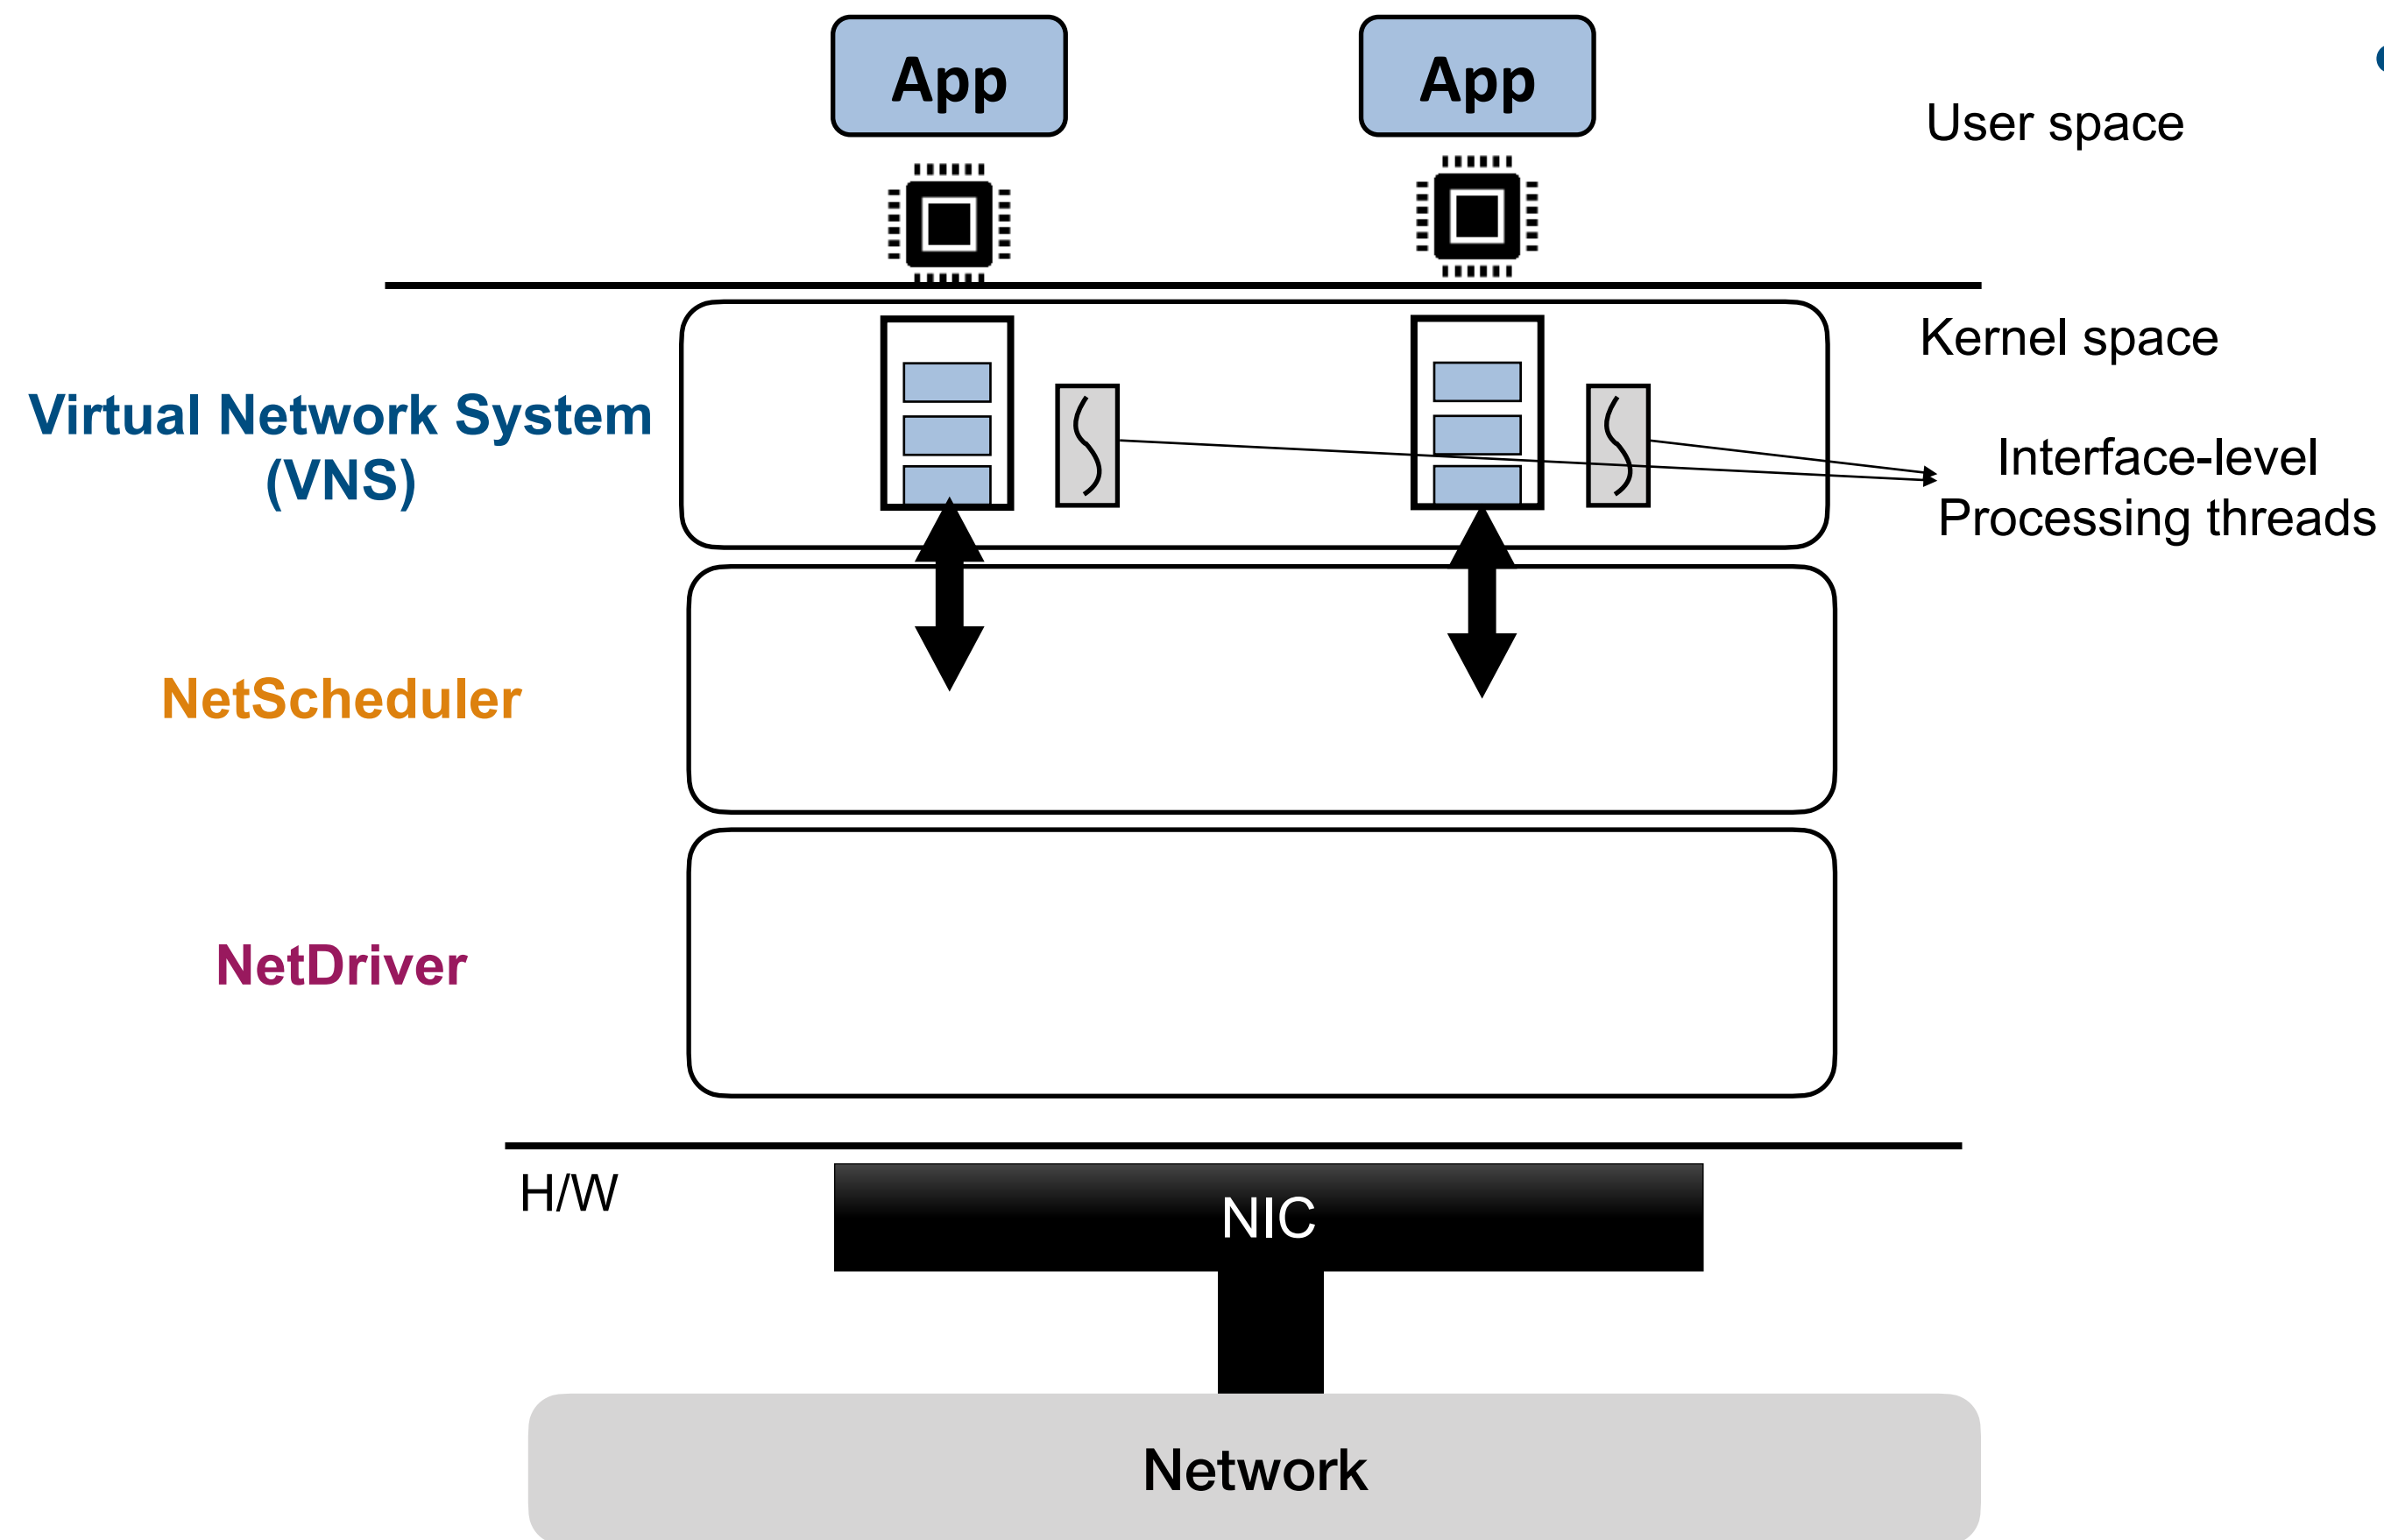 App
App
User space
Kernel space
Virtual Network System
(VNS)
Interface-level
Processing threads
NetScheduler
NetDriver
H/W
NIC
Network